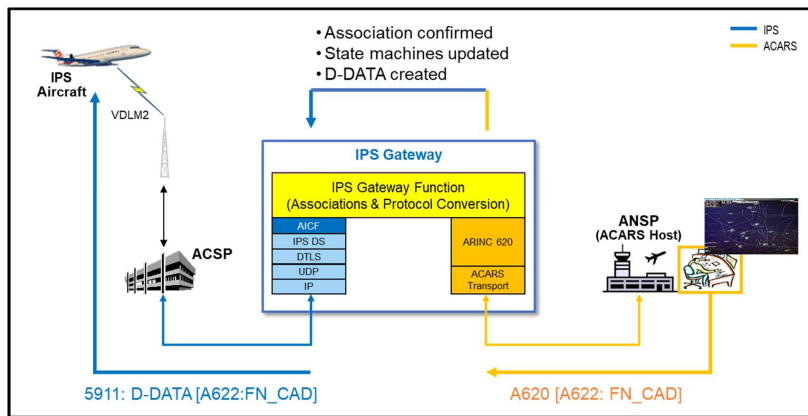 • Association confirmed
• State machines updated
• D-DATA created
IPS
ACARS
IPS
Aircraft
VDLM2
IPS Gateway
IPS Gateway Function
(Associations & Protocol Conversion)
AICF
IPS DS
DTLS
UDP
IP
ARINC 620
ACARS
Transport
ACSP
ANSP
(ACARS Host)
5911: D-DATA [A622:FN_CAD]
A620 [A622: FN_CAD]